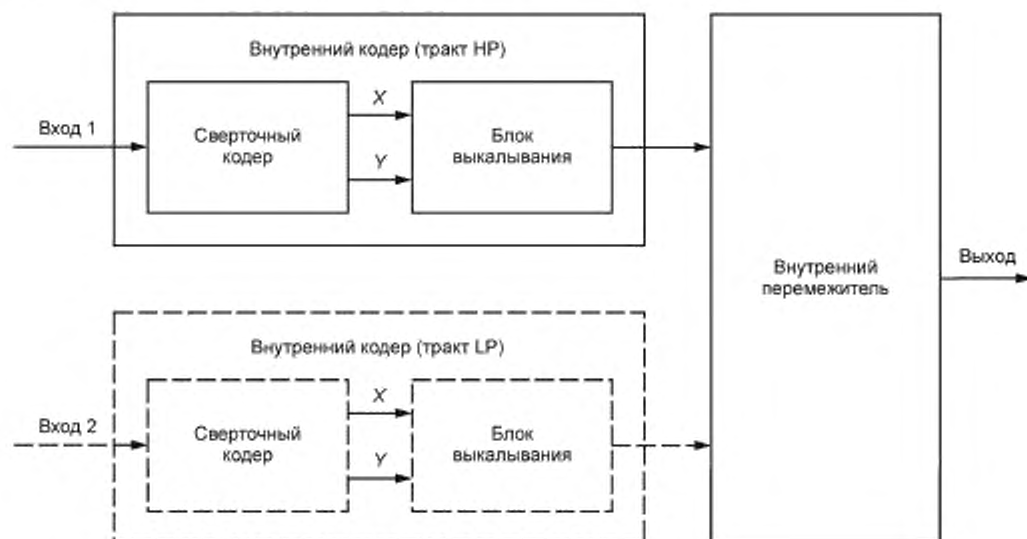 Внутренний кодер (тракт HP)
Вход 1
Сверточный
кодер
X
Y
Блок
выкалывания
Внутренний кодер (тракт LP)
Вход 2
Сверточный
кодер
X
Y
Блок
выкалывания
Внутренний
перемежитель
Выход